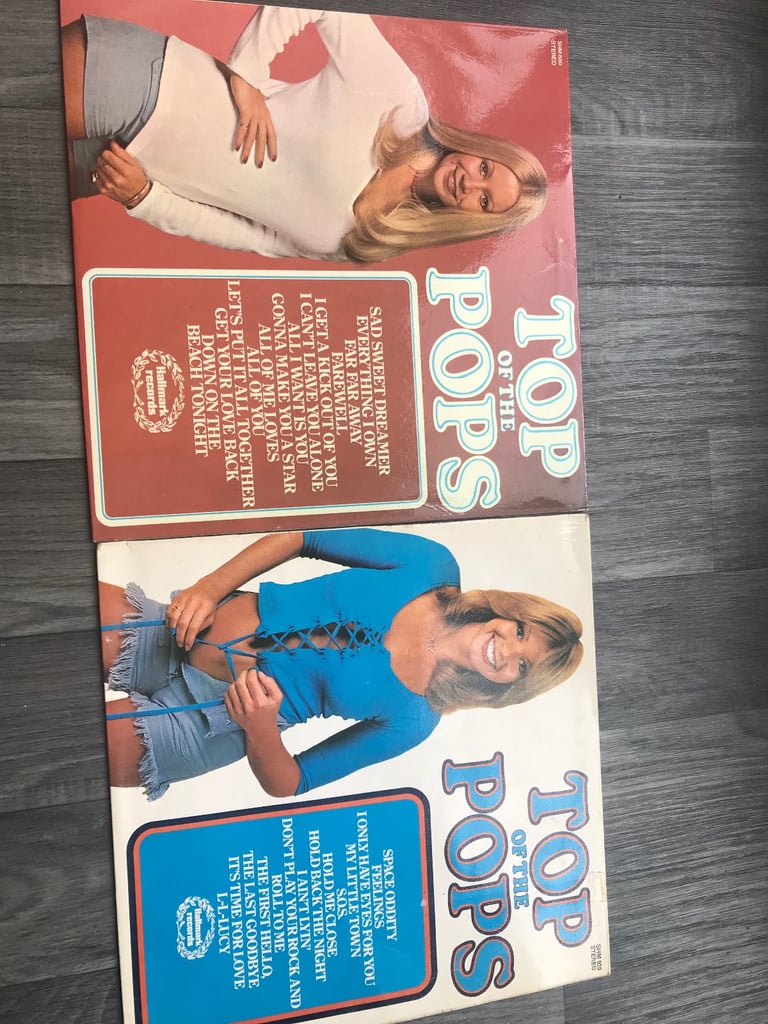 SHM 890
STEREO
TOP
OF THE
POPS
SAD SWEET DREAMER
EVERYTHING I OWN
FAR FAR AWAY
FAREWELL
I GET A KICK OUT OF YOU
I CAN'T LEAVE YOU ALONE
ALL I WANT IS YOU
GONNA MAKE YOU A STAR
ALL OF ME LOVES
ALL OF YOU
LET'S PUT IT ALL TOGETHER
GET YOUR LOVE BACK
DOWN ON THE
BEACH TONIGHT
Hallmark
records
SHM 925
STEREO
TOP
OF THE
POPS
SPACE ODDITY
FEELINGS
I ONLY HAVE EYES FOR YOU
MY LITTLE TOWN
S.O.S.
HOLD ME CLOSE
HOLD BACK THE NIGHT
I AIN'T LYIN'
DON'T PLAY YOUR ROCK AND
ROLL TO ME
THE FIRST HELLO,
THE LAST GOODBYE
IT'S TIME FOR LOVE
L-L-LUCY
Hallmark
records